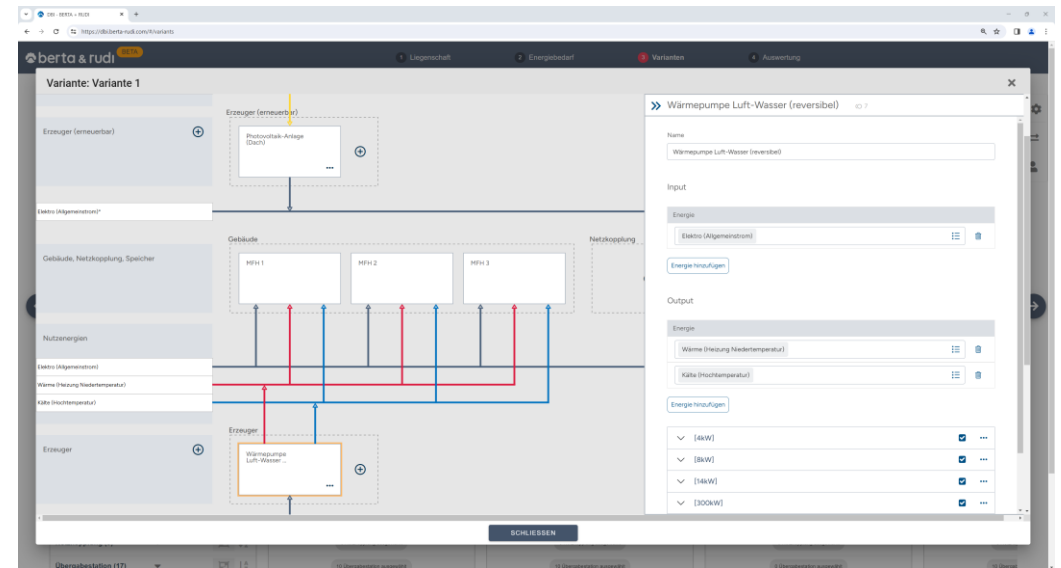 DBI - BERTA + RUDI
https://dbi.berta-rudi.com/#/variants
berta & rudi BETA
1 Liegenschaft
2 Energiebedarf
3 Varianten
4 Auswertung
Variante: Variante 1
Erzeuger (erneuerbar)
Erzeuger (erneuerbar)
Photovoltaik-Anlage
(Dach)
Elektro (Allgemeinstrom)*
Gebäude, Netzkopplung, Speicher
Gebäude
Netzkopplung
MFH 1
MFH 2
MFH 3
Nutzenergien
Elektro (Allgemeinstrom)
Wärme (Heizung Niedertemperatur)
Kälte (Hochtemperatur)
Erzeuger
Erzeuger
Wärmepumpe
Luft-Wasser ...
Wärmepumpe Luft-Wasser (reversibel)
ID 7
Name
Wärmepumpe Luft-Wasser (reversibel)
Input
Energie
Elektro (Allgemeinstrom)
Energie hinzufügen
Output
Energie
Wärme (Heizung Niedertemperatur)
Kälte (Hochtemperatur)
Energie hinzufügen
[4kW]
[8kW]
[14kW]
[300kW]
SCHLIESSEN
Übergabestation (17)